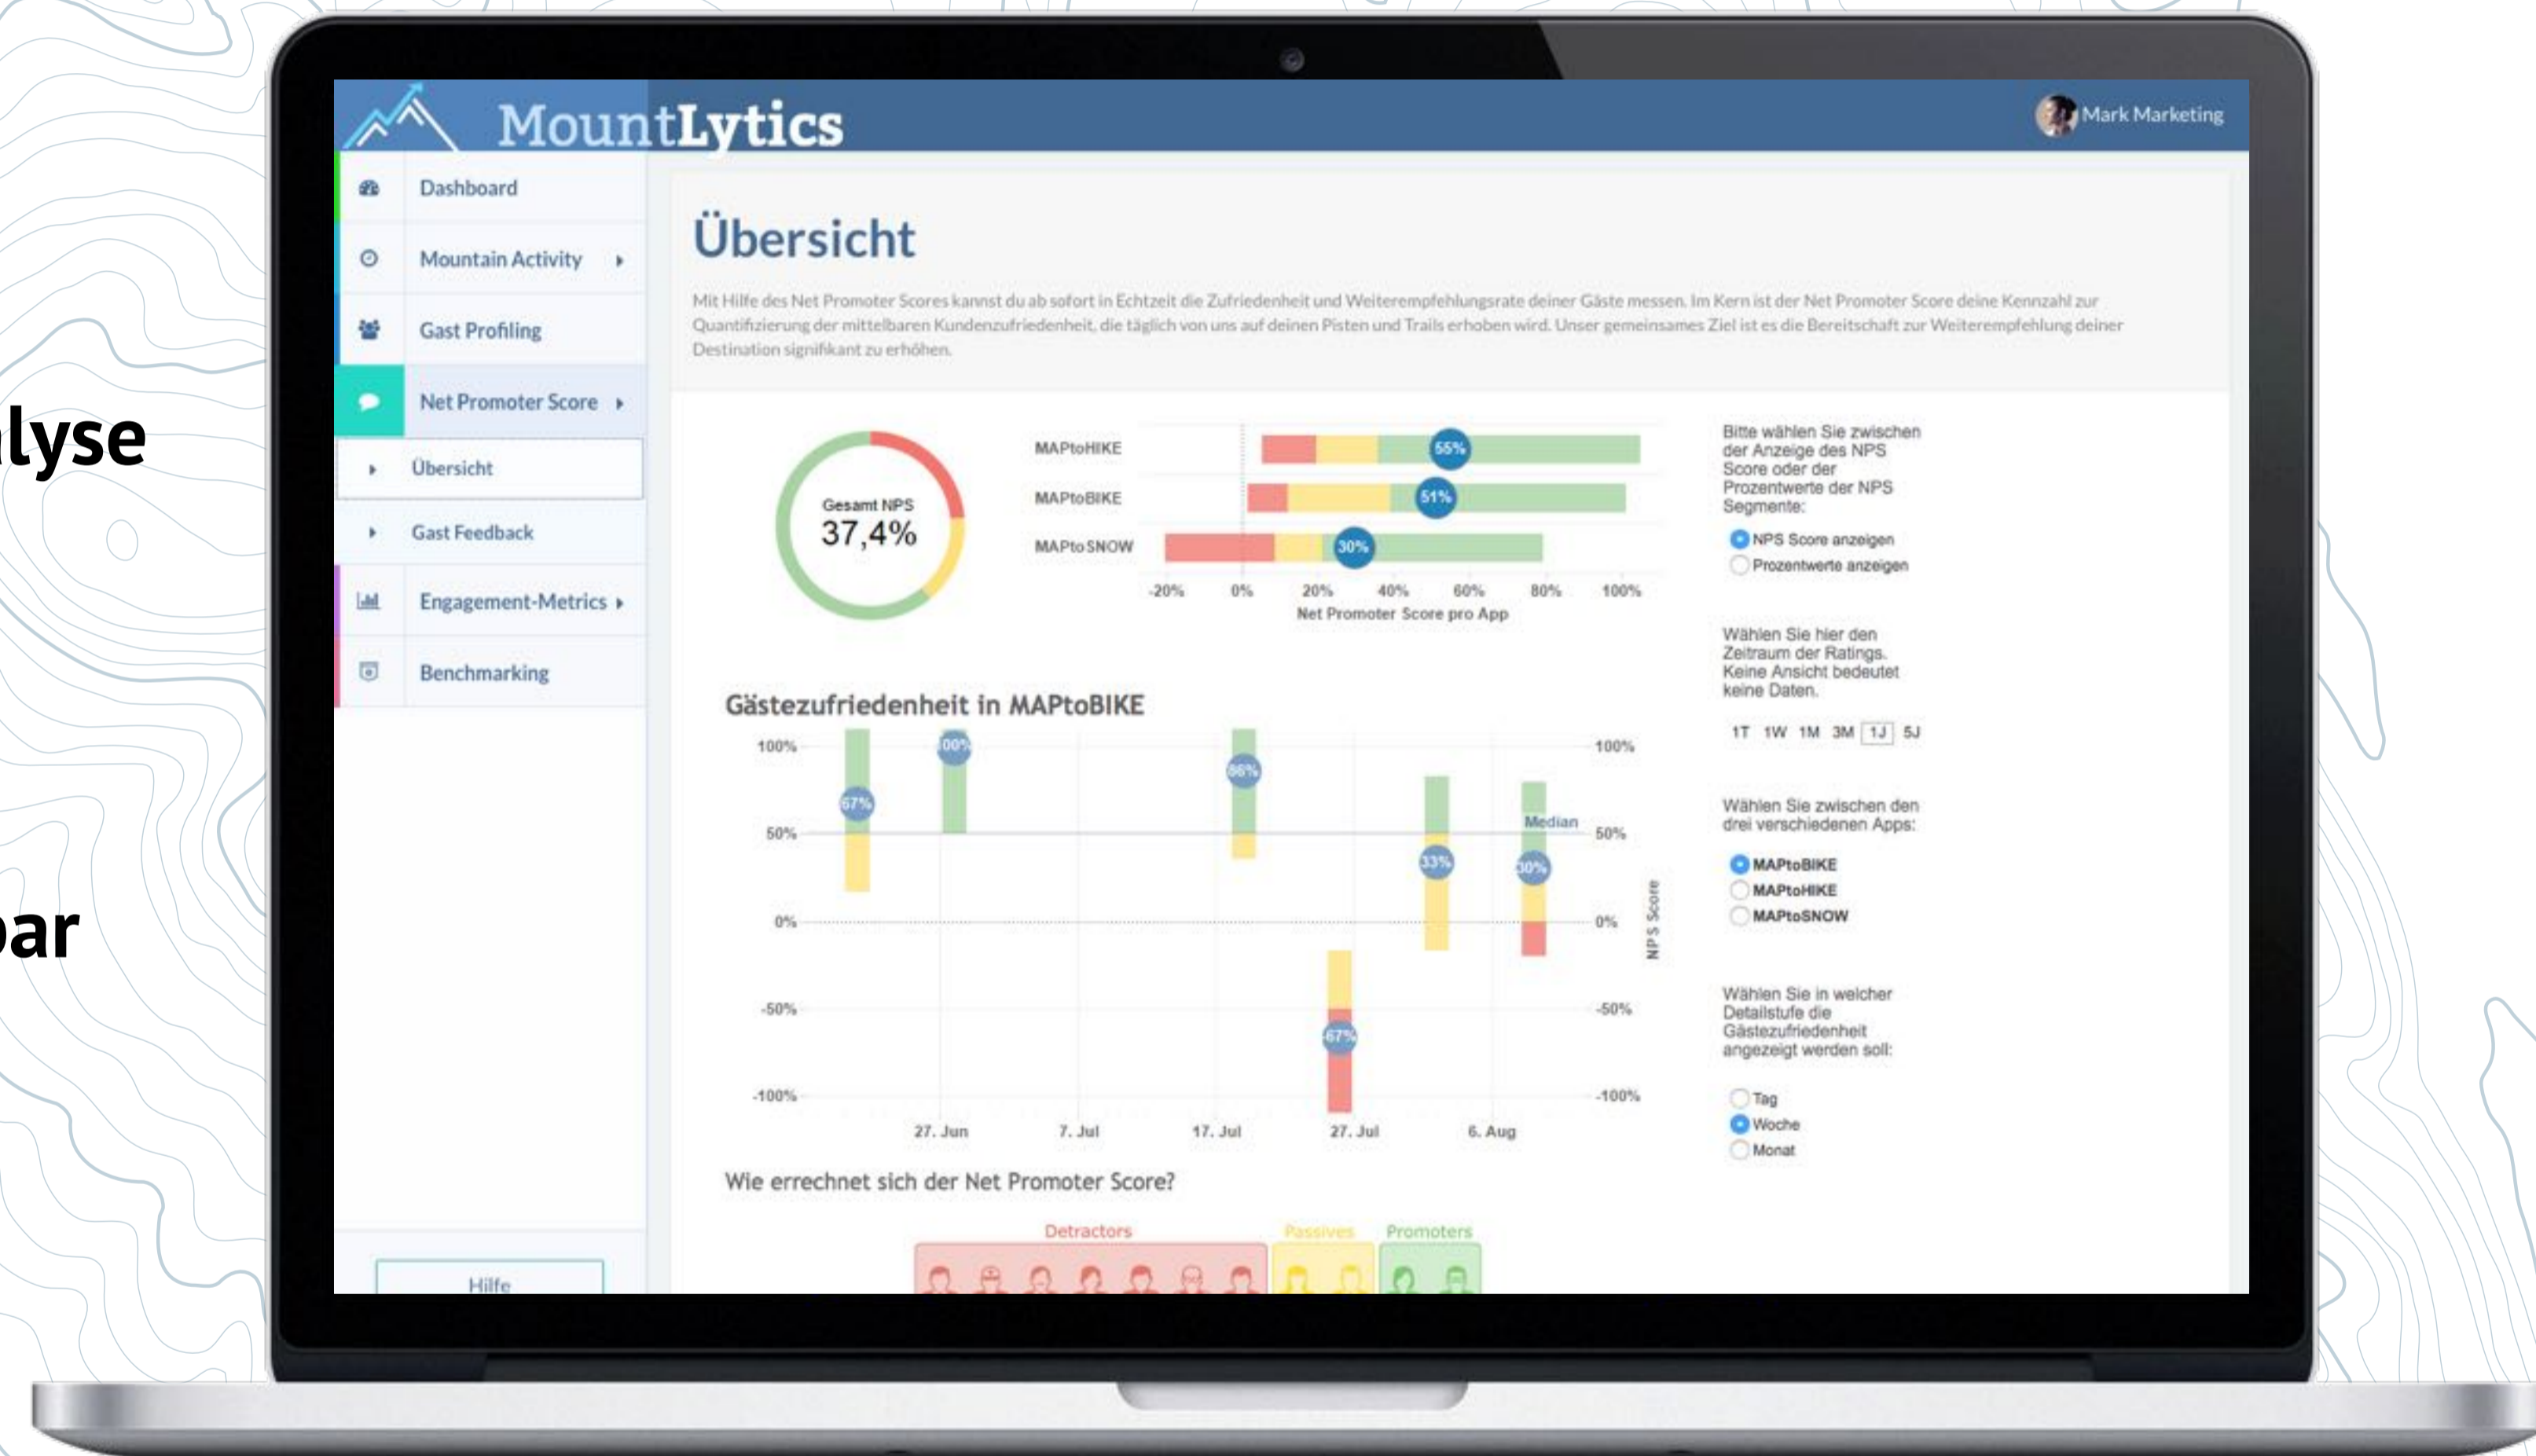 MountLytics
Mark Marketing
Dashboard
Mountain Activity
Gast Profiling
Net Promoter Score
Übersicht
Gast Feedback
Engagement-Metrics
Benchmarking
Hilfe
Übersicht
Mit Hilfe des Net Promoter Scores kannst du ab sofort in Echtzeit die Zufriedenheit und Weiterempfehlungsrate deiner Gäste messen. Im Kern ist der Net Promoter Score deine Kennzahl zur
Quantifizierung der mittelbaren Kundenzufriedenheit, die täglich von uns auf deinen Pisten und Trails erhoben wird. Unser gemeinsames Ziel ist es die Bereitschaft zur Weiterempfehlung deiner
Destination signifikant zu erhöhen.
Gesamt NPS
37,4%
MAPtoHIKE 55%
MAPtoBIKE 51%
MAPtoSNOW 30%
-20% 0% 20% 40% 60% 80% 100%
Net Promoter Score pro App
Bitte wählen Sie zwischen
der Anzeige des NPS
Score oder der
Prozentwerte der NPS
Segmente:
NPS Score anzeigen
Prozentwerte anzeigen
Wählen Sie hier den
Zeitraum der Ratings.
Keine Ansicht bedeutet
keine Daten.
1T 1W 1M 3M 1J 5J
Wählen Sie zwischen den
drei verschiedenen Apps:
MAPtoBIKE
MAPtoHIKE
MAPtoSNOW
Wählen Sie in welcher
Detailstufe die
Gästezufriedenheit
angezeigt werden soll:
Tag
Woche
Monat
Gästezufriedenheit in MAPtoBIKE
100% 100%
67% 86%
Median
50% 50%
33% 30%
0% 0%
NPS Score
-50% -50%
67%
-100% -100%
27. Jun 7. Jul 17. Jul 27. Jul 6. Aug
Wie errechnet sich der Net Promoter Score?
Detractors Passives Promoters
lyse
bar